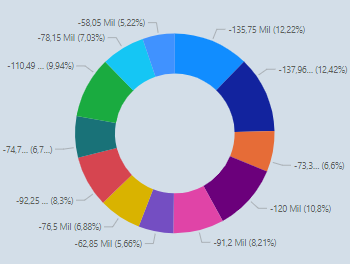 -58.05 Mil (5,22%)
-135,75 Mil (12,22%)
-78,15 Mil (7,03%)
-110,49 ... (9,94%)
-137,96... (12,42%)
-74,7... (6,7...)
-73,3... (6,6%)
-92,25 ... (8,3%)
-120 Mil (10,8%)
-76,5 Mil (6,88%)
-62,85 Mil (5,66%)
-91,2 Mil (8,21%)